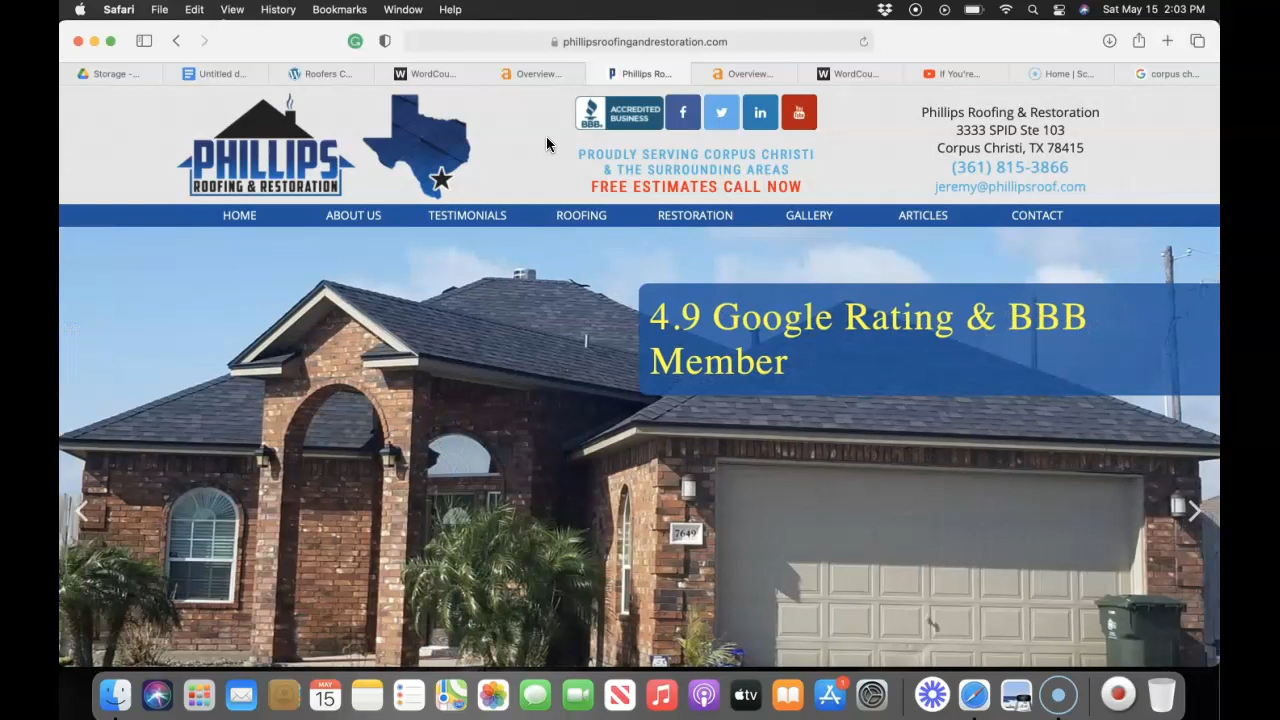 Safari File Edit View History Bookmarks Window Help Sat May 15 2:03 PM
phillipsroofingandrestoration.com
Storage -... Untitled d... Roofers C... WordCou... Overview... Phillips Ro... Overview... WordCou... If You're... Home | Sc... corpus ch...
PHILLIPS
ROOFING & RESTORATION
BBB. ACCREDITED
BUSINESS
PROUDLY SERVING CORPUS CHRISTI
& THE SURROUNDING AREAS
FREE ESTIMATES CALL NOW
Phillips Roofing & Restoration
3333 SPID Ste 103
Corpus Christi, TX 78415
(361) 815-3866
jeremy@phillipsroof.com
HOME ABOUT US TESTIMONIALS ROOFING RESTORATION GALLERY ARTICLES CONTACT
4.9 Google Rating & BBB
Member
7649
MAY
15
tv
1